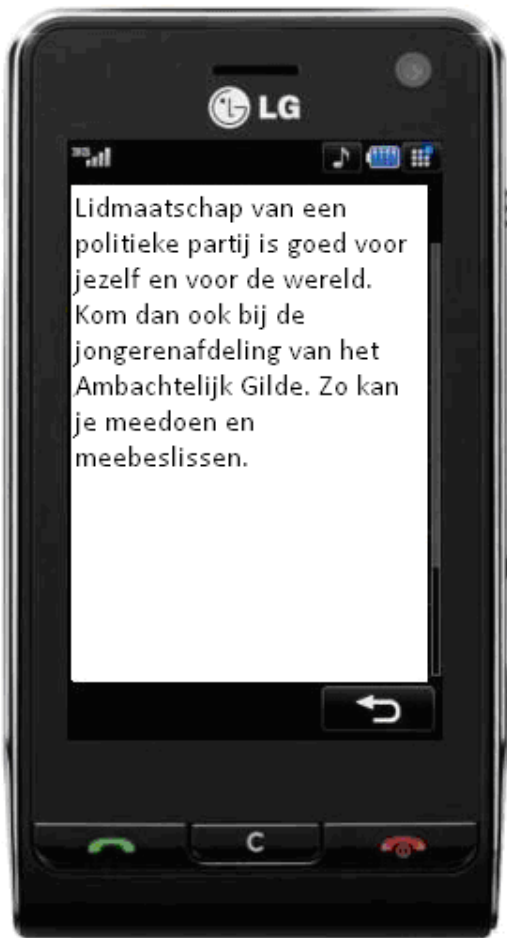 LG
3G
Lidmaatschap van een
politieke partij is goed voor
jezelf en voor de wereld.
Kom dan ook bij de
jongerenafdeling van het
Ambachtelijk Gilde. Zo kan
je meedoen en
meebeslissen.
C